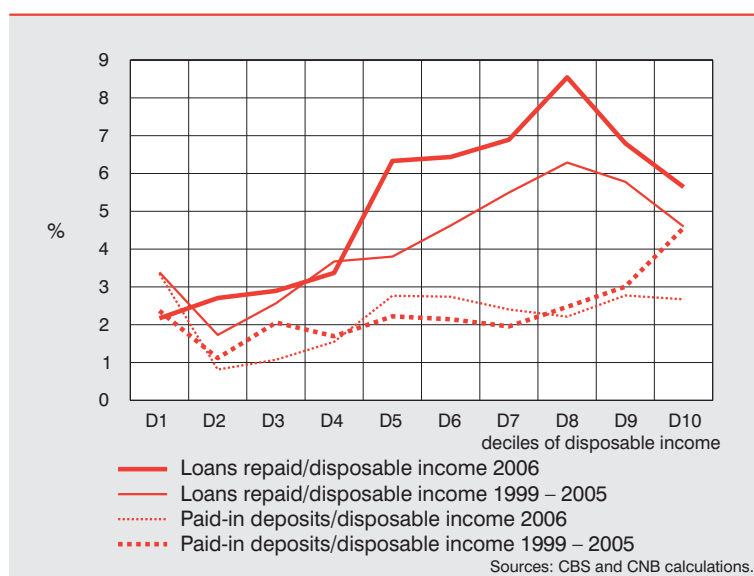 9
8
7
6
5
4
3
2
1
0
%
D1 D2 D3 D4 D5 D6 D7 D8 D9 D10
deciles of disposable income
Loans repaid/disposable income 2006
Loans repaid/disposable income 1999 – 2005
Paid-in deposits/disposable income 2006
Paid-in deposits/disposable income 1999 – 2005
Sources: CBS and CNB calculations.